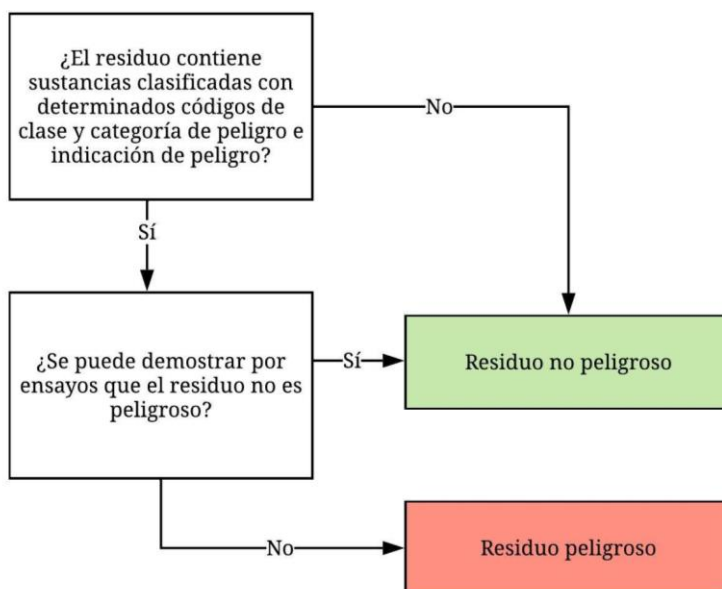 ¿El residuo contiene
sustancias clasificadas con
determinados códigos de
clase y categoría de peligro e
indicación de peligro?
No
Sí
¿Se puede demostrar por
ensayos que el residuo no es
peligroso?
Sí
Residuo no peligroso
No
Residuo peligroso